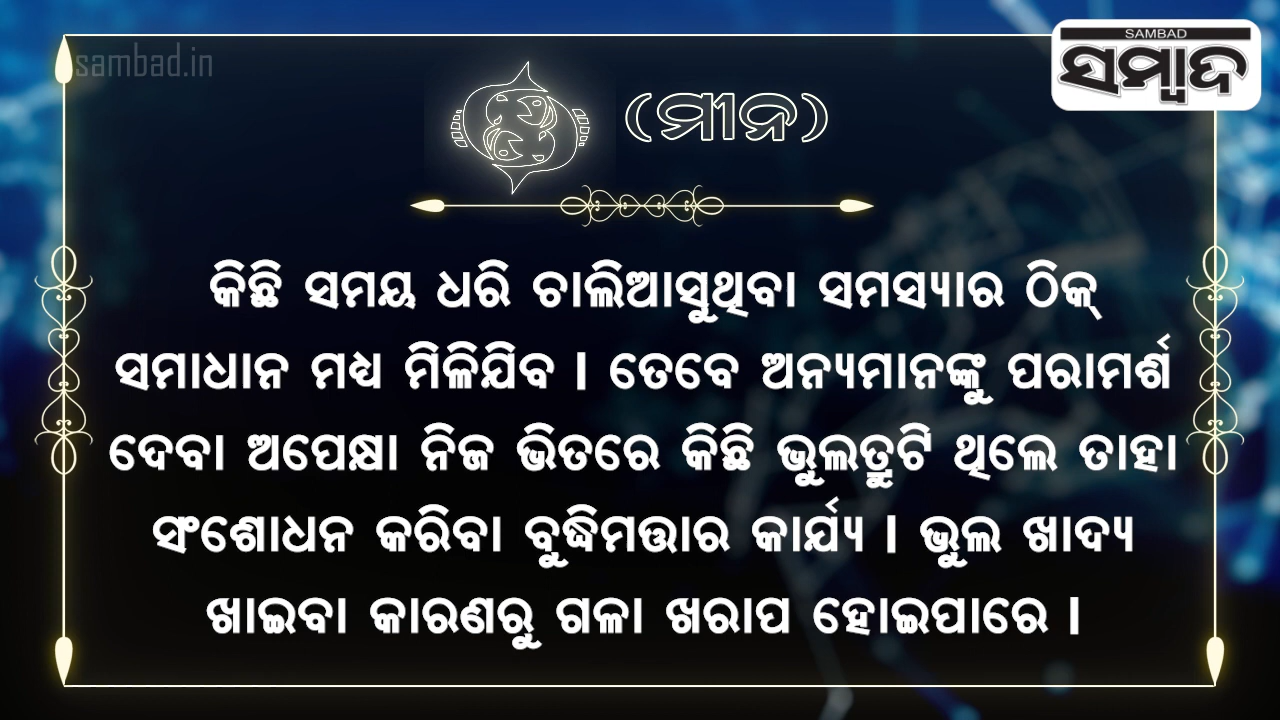 sambad.in
SAMBAD
ସମ୍ବାଦ
(ମୀନ)
କିଛି ସମୟ ଧରି ଚାଲିଆସୁଥିବା ସମସ୍ୟାର ଠିକ୍
ସମାଧାନ ମଧ୍ୟ ମିଳିଯିବ । ତେବେ ଅନ୍ୟମାନଙ୍କୁ ପରାମର୍ଶ
ଦେବା ଅପେକ୍ଷା ନିଜ ଭିତରେ କିଛି ଭୁଲତ୍ରୁଟି ଥିଲେ ତାହା
ସଂଶୋଧନ କରିବା ବୁଦ୍ଧିମତ୍ତାର କାର୍ଯ୍ୟ । ଭୁଲ ଖାଦ୍ୟ
ଖାଇବା କାରଣରୁ ଗଳା ଖରାପ ହୋଇପାରେ ।